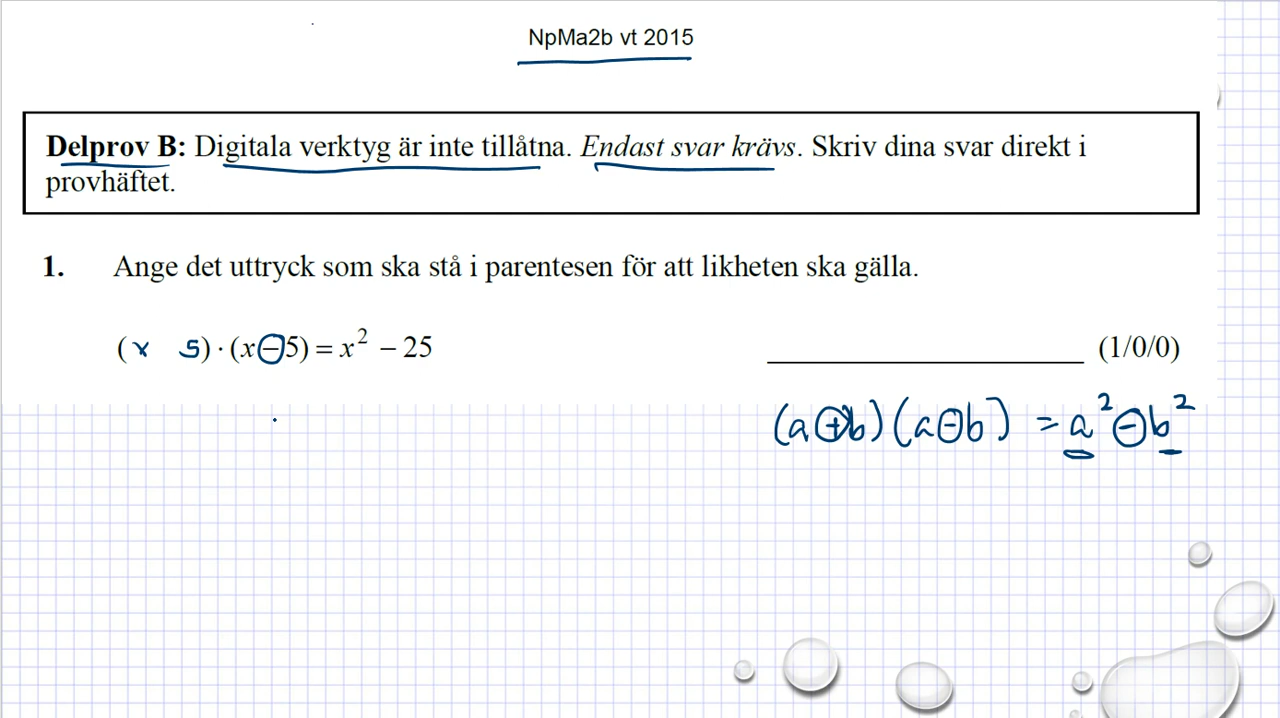 NpMa2b vt 2015
Delprov B: Digitala verktyg är inte tillåtna. Endast svar krävs. Skriv dina svar direkt i
provhäftet.
1. Ange det uttryck som ska stå i parentesen för att likheten ska gälla.
(x 5) · (x − 5) = x² − 25 (1/0/0)
(a + b) (a − b) = a² − b²